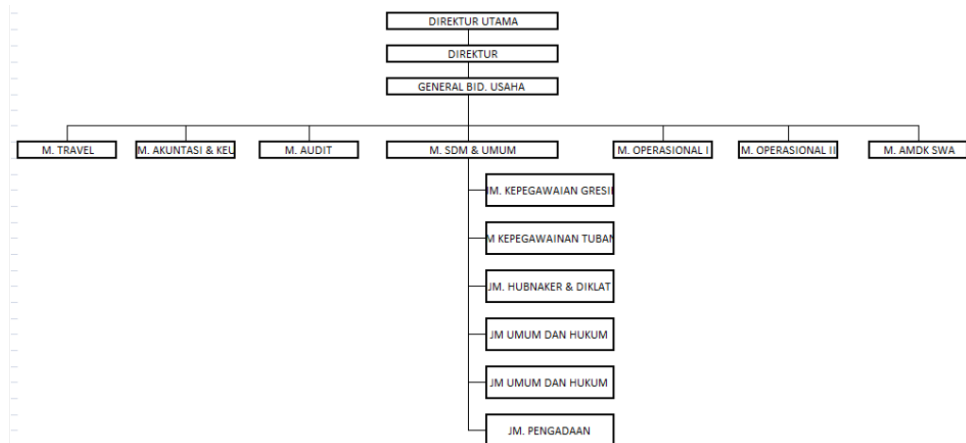 DIREKTUR UTAMA
DIREKTUR
GENERAL BID. USAHA
M. TRAVEL
M. AKUNTASI & KEU
M. AUDIT
M. SDM & UMUM
M. OPERASIONAL I
M. OPERASIONAL II
M. AMDK SWA
M. KEPEGAWAIAN GRESI
M KEPEGAWAINAN TUBAN
JM. HUBNAKER & DIKLAT
JM UMUM DAN HUKUM
JM UMUM DAN HUKUM
JM. PENGADAAN